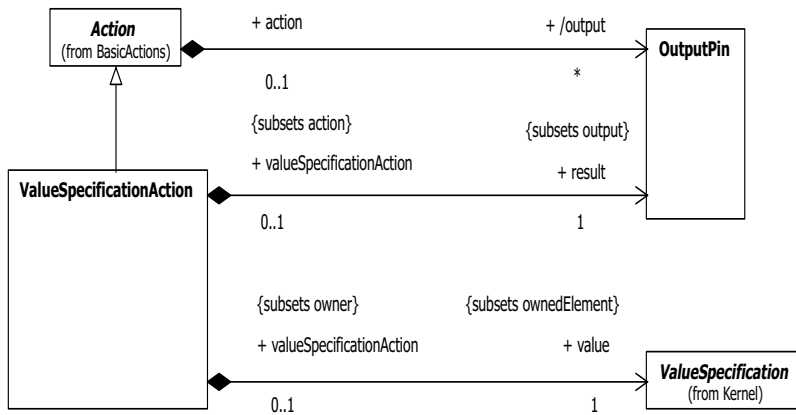 Action
(from BasicActions)
+ action
+ /output
OutputPin
0..1
*
{subsets action}
{subsets output}
+ valueSpecificationAction
+ result
ValueSpecificationAction
0..1
1
{subsets owner}
{subsets ownedElement}
+ valueSpecificationAction
+ value
ValueSpecification
(from Kernel)
0..1
1